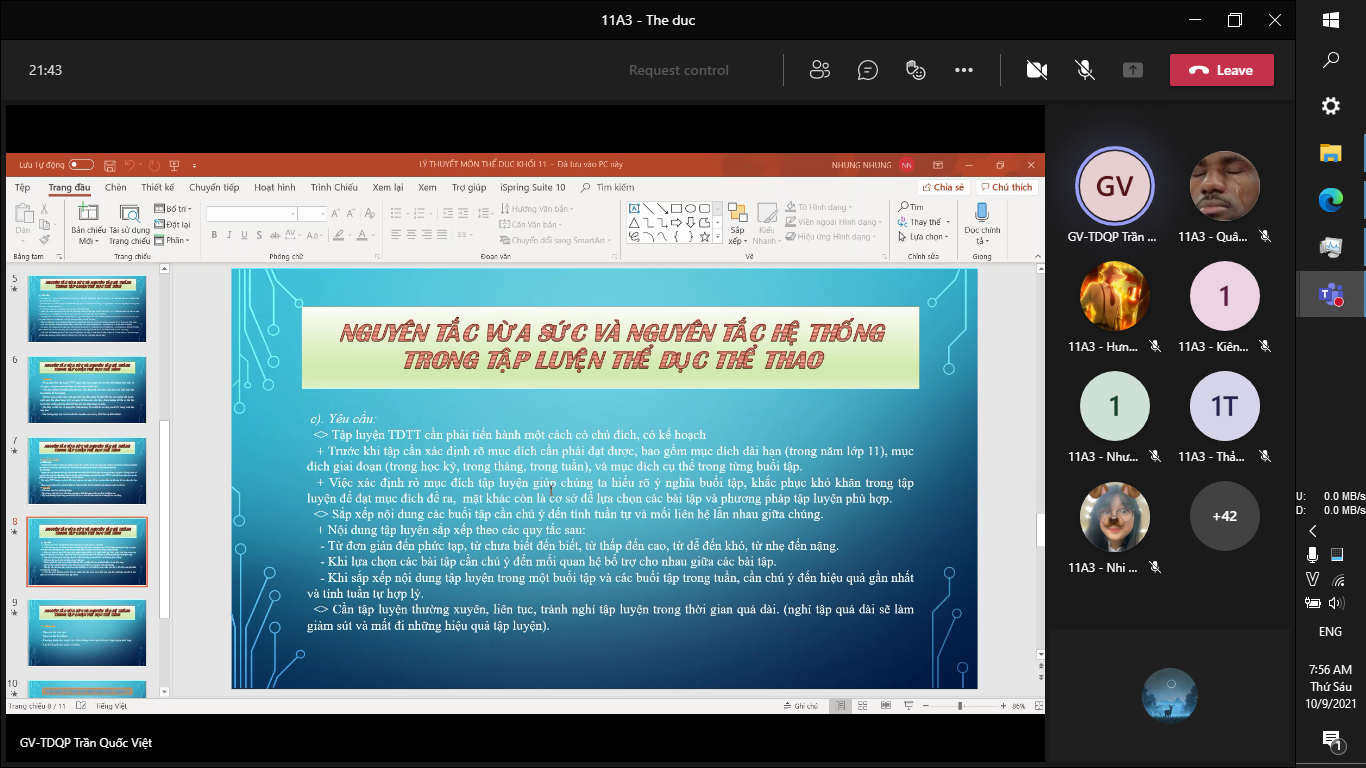 11A3 - The duc
21:43
Request control
Leave
Lưu Tự động
LÝ THUYẾT MÔN THỂ DỤC KHỐI 11 - Đã lưu vào PC này
NHUNG NHUNG
NN
Tệp Trang đầu Chèn Thiết kế Chuyển tiếp Hoạt hình Trình Chiếu Xem lại Xem Trợ giúp iSpring Suite 10 Tìm kiếm
Chia sẻ
Chú thích
Dán
Bảng tạm
Bản chiếu Mới
Tái sử dụng Trang chiếu
Bố trí
Đặt lại
Phần
Trang chiếu
Phông chữ
Hướng Văn bản
Căn Văn bản
Chuyển đổi sang SmartArt
Đoạn văn
Sắp xếp
Kiểu Nhanh
Tô Hình dạng
Viền ngoài Hình dạng
Hiệu ứng Hình dạng
Vẽ
Tìm
Thay thế
Lựa chọn
Chỉnh sửa
Đọc chính tả
Giọng
5
6
7
8
9
10
NGUYÊN TẮC VỪA SỨC VÀ NGUYÊN TẮC HỆ THỐNG
TRONG TẬP LUYỆN THỂ DỤC THỂ THAO
c). Yêu cầu:
<> Tập luyện TDTT cần phải tiến hành một cách có chủ đích, có kế hoạch
+ Trước khi tập cần xác định rõ mục đích cần phải đạt được, bao gồm mục đích dài hạn (trong năm lớp 11), mục
đích giai đoạn (trong học kỳ, trong tháng, trong tuần), và mục đích cụ thể trong từng buổi tập.
+ Việc xác định rỏ mục đích tập luyện giúp chúng ta hiểu rõ ý nghĩa buổi tập, khắc phục khó khăn trong tập
luyện để đạt mục đích đề ra, mặt khác còn là cơ sở để lựa chọn các bài tập và phương pháp tập luyện phù hợp.
<> Sắp xếp nội dung các buổi tập cần chú ý đến tính tuần tự và mối liên hệ lẫn nhau giữa chúng.
+ Nội dung tập luyện sắp xếp theo các quy tắc sau:
- Từ đơn giản đến phức tạp, từ chưa biết đến biết, từ thấp đến cao, từ dễ đến khó, từ nhẹ đến nặng.
- Khi lựa chọn các bài tập cần chú ý đến mối quan hệ bổ trợ cho nhau giữa các bài tập.
- Khi sắp xếp nội dung tập luyện trong một buổi tập và các buổi tập trong tuần, cần chú ý đến hiệu quả gần nhất
và tính tuần tự hợp lý.
<> Cần tập luyện thường xuyên, liên tục, tránh nghỉ tập luyện trong thời gian quá dài. (nghỉ tập quá dài sẽ làm
giảm sút và mất đi những hiệu quả tập luyện).
Trang chiếu 8 / 11
Tiếng Việt
Ghi chú
86%
GV-TDQP Trần Quốc Việt
GV
GV-TDQP Trần ...
11A3 - Quâ...
11A3 - Hưn...
1
11A3 - Kiên...
1
11A3 - Như...
1T
11A3 - Thả...
11A3 - Nhi ...
+42
U: 0.0 MB/s
D: 0.0 MB/s
ENG
7:56 AM
Thứ Sáu
10/9/2021
1